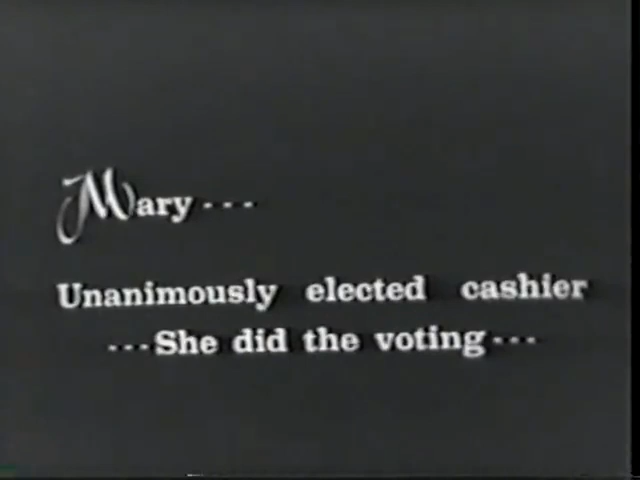 Mary---
Unanimously elected cashier
---She did the voting---